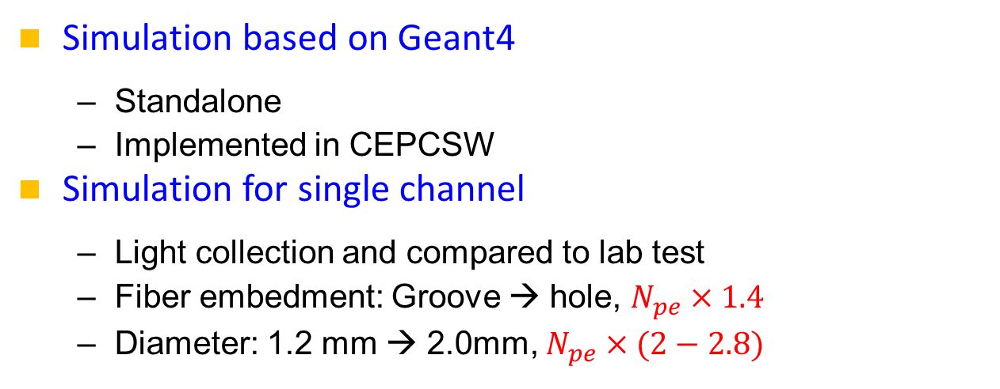 ■ Simulation based on Geant4
– Standalone
– Implemented in CEPCSW
■ Simulation for single channel
– Light collection and compared to lab test
– Fiber embedment: Groove → hole, $N_{pe} \times 1.4$
– Diameter: 1.2 mm → 2.0mm, $N_{pe} \times (2 - 2.8)$